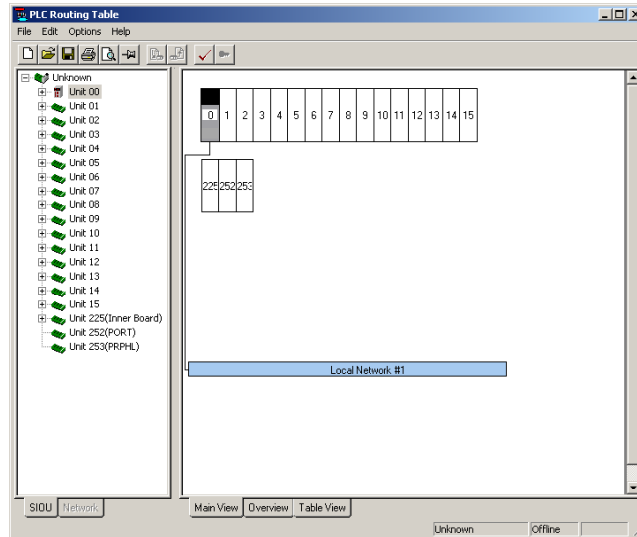 PLC Routing Table
File Edit Options Help
Unknown
Unit 00
Unit 01
Unit 02
Unit 03
Unit 04
Unit 05
Unit 06
Unit 07
Unit 08
Unit 09
Unit 10
Unit 11
Unit 12
Unit 13
Unit 14
Unit 15
Unit 225(Inner Board)
Unit 252(PORT)
Unit 253(PRPHL)
0 1 2 3 4 5 6 7 8 9 10 11 12 13 14 15
225 252 253
Local Network #1
SIOU Network
Main View Overview Table View
Unknown Offline